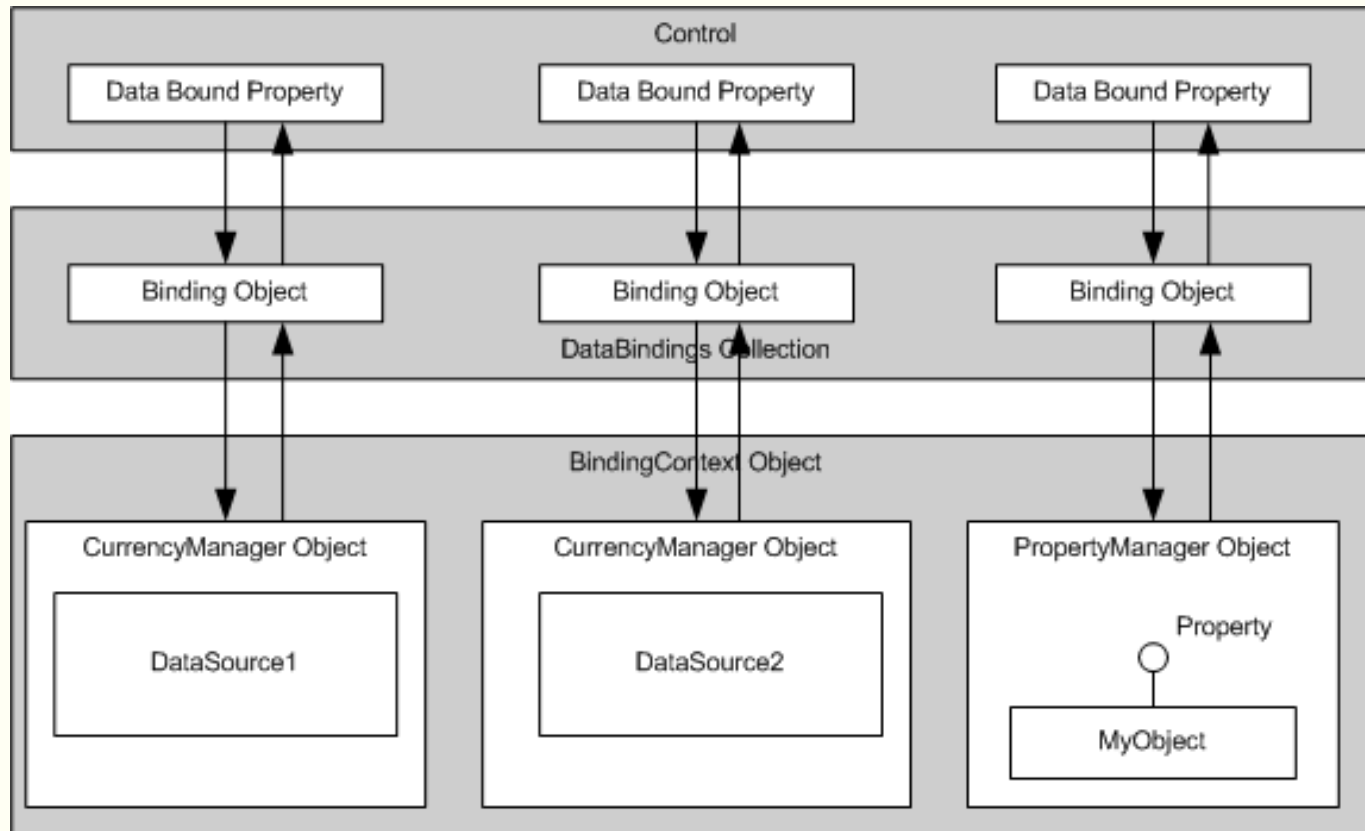 Control
Data Bound Property
Data Bound Property
Data Bound Property
Binding Object
Binding Object
Binding Object
DataBindings Collection
BindingContext Object
CurrencyManager Object
CurrencyManager Object
PropertyManager Object
DataSource1
DataSource2
Property
MyObject